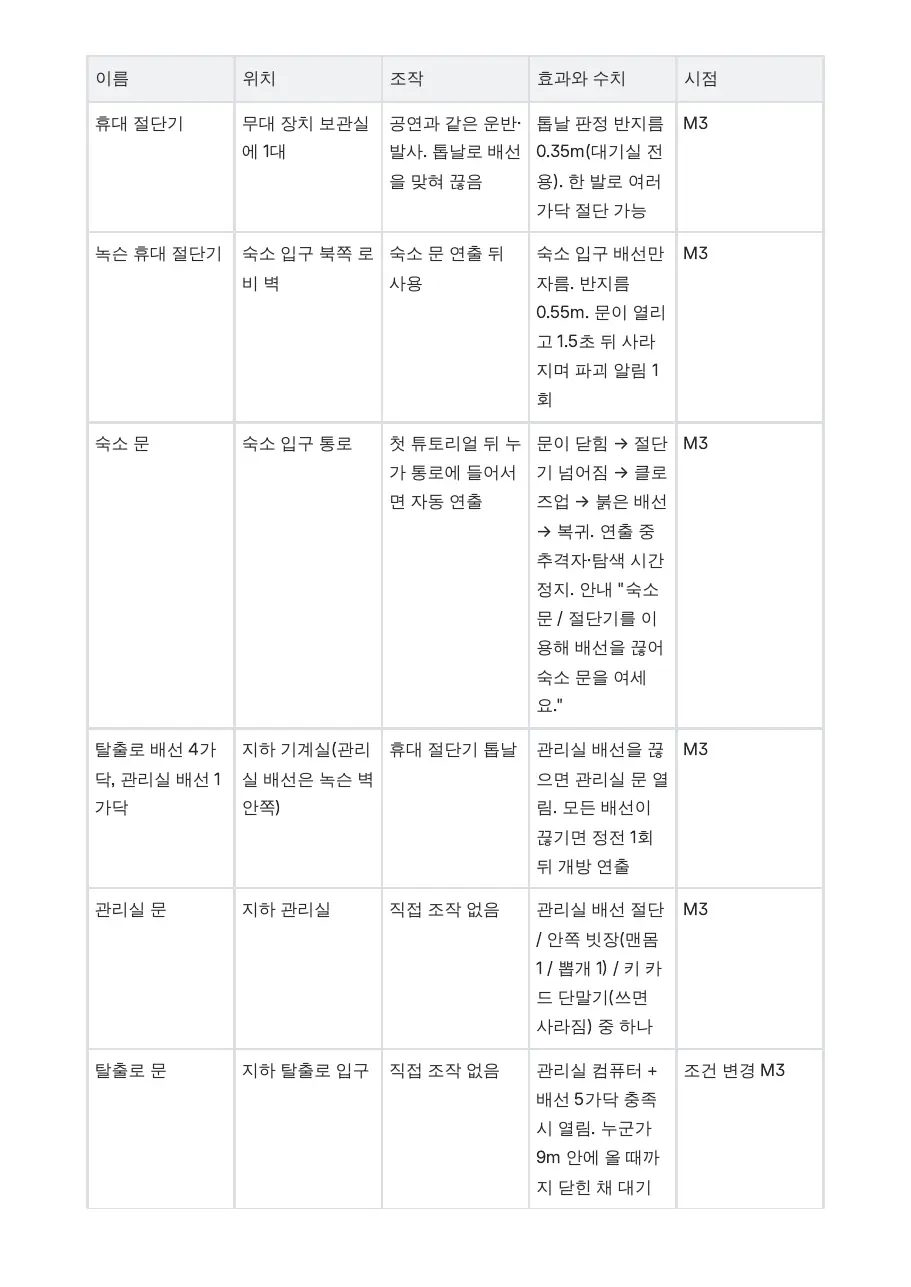 이름
위치
조작
효과와 수치
시점
휴대 절단기
무대 장치 보관실
에 1대
공연과 같은 운반·
발사. 톱날로 배선
을 맞혀 끊음
톱날 판정 반지름
0.35m(대기실 전
용). 한 발로 여러
가닥 절단 가능
M3
녹슨 휴대 절단기
숙소 입구 북쪽 로
비 벽
숙소 문 연출 뒤
사용
숙소 입구 배선만
자름. 반지름
0.55m. 문이 열리
고 1.5초 뒤 사라
지며 파괴 알림 1
회
M3
숙소 문
숙소 입구 통로
첫 튜토리얼 뒤 누
가 통로에 들어서
면 자동 연출
문이 닫힘 → 절단
기 넘어짐 → 클로
즈업 → 붉은 배선
→ 복귀. 연출 중
추격자·탐색 시간
정지. 안내 "숙소
문 / 절단기를 이
용해 배선을 끊어
숙소 문을 여세
요."
M3
탈출로 배선 4가
닥, 관리실 배선 1
가닥
지하 기계실(관리
실 배선은 녹슨 벽
안쪽)
휴대 절단기 톱날
관리실 배선을 끊
으면 관리실 문 열
림. 모든 배선이
끊기면 정전 1회
뒤 개방 연출
M3
관리실 문
지하 관리실
직접 조작 없음
관리실 배선 절단
/ 안쪽 빗장(맨몸
1 / 뽑개 1) / 키 카
드 단말기(쓰면
사라짐) 중 하나
M3
탈출로 문
지하 탈출로 입구
직접 조작 없음
관리실 컴퓨터 +
배선 5가닥 충족
시 열림. 누군가
9m 안에 올 때까
지 닫힌 채 대기
조건 변경 M3